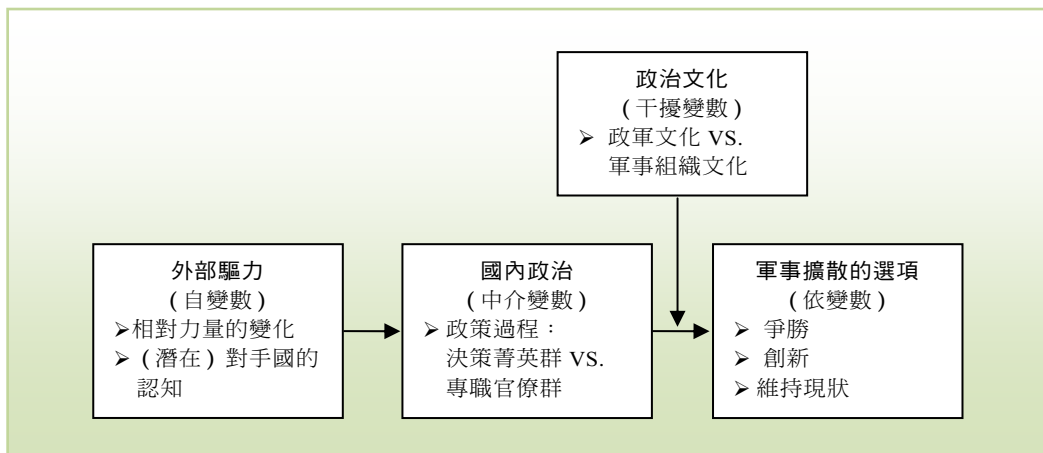 政治文化
(干擾變數)
➢ 政軍文化 VS.
軍事組織文化
外部驅力
(自變數)
➢相對力量的變化
➢ (潛在) 對手國的
認知
國內政治
(中介變數)
➢ 政策過程：
決策菁英群 VS.
專職官僚群
軍事擴散的選項
(依變數)
➢ 爭勝
➢ 創新
➢維持現狀